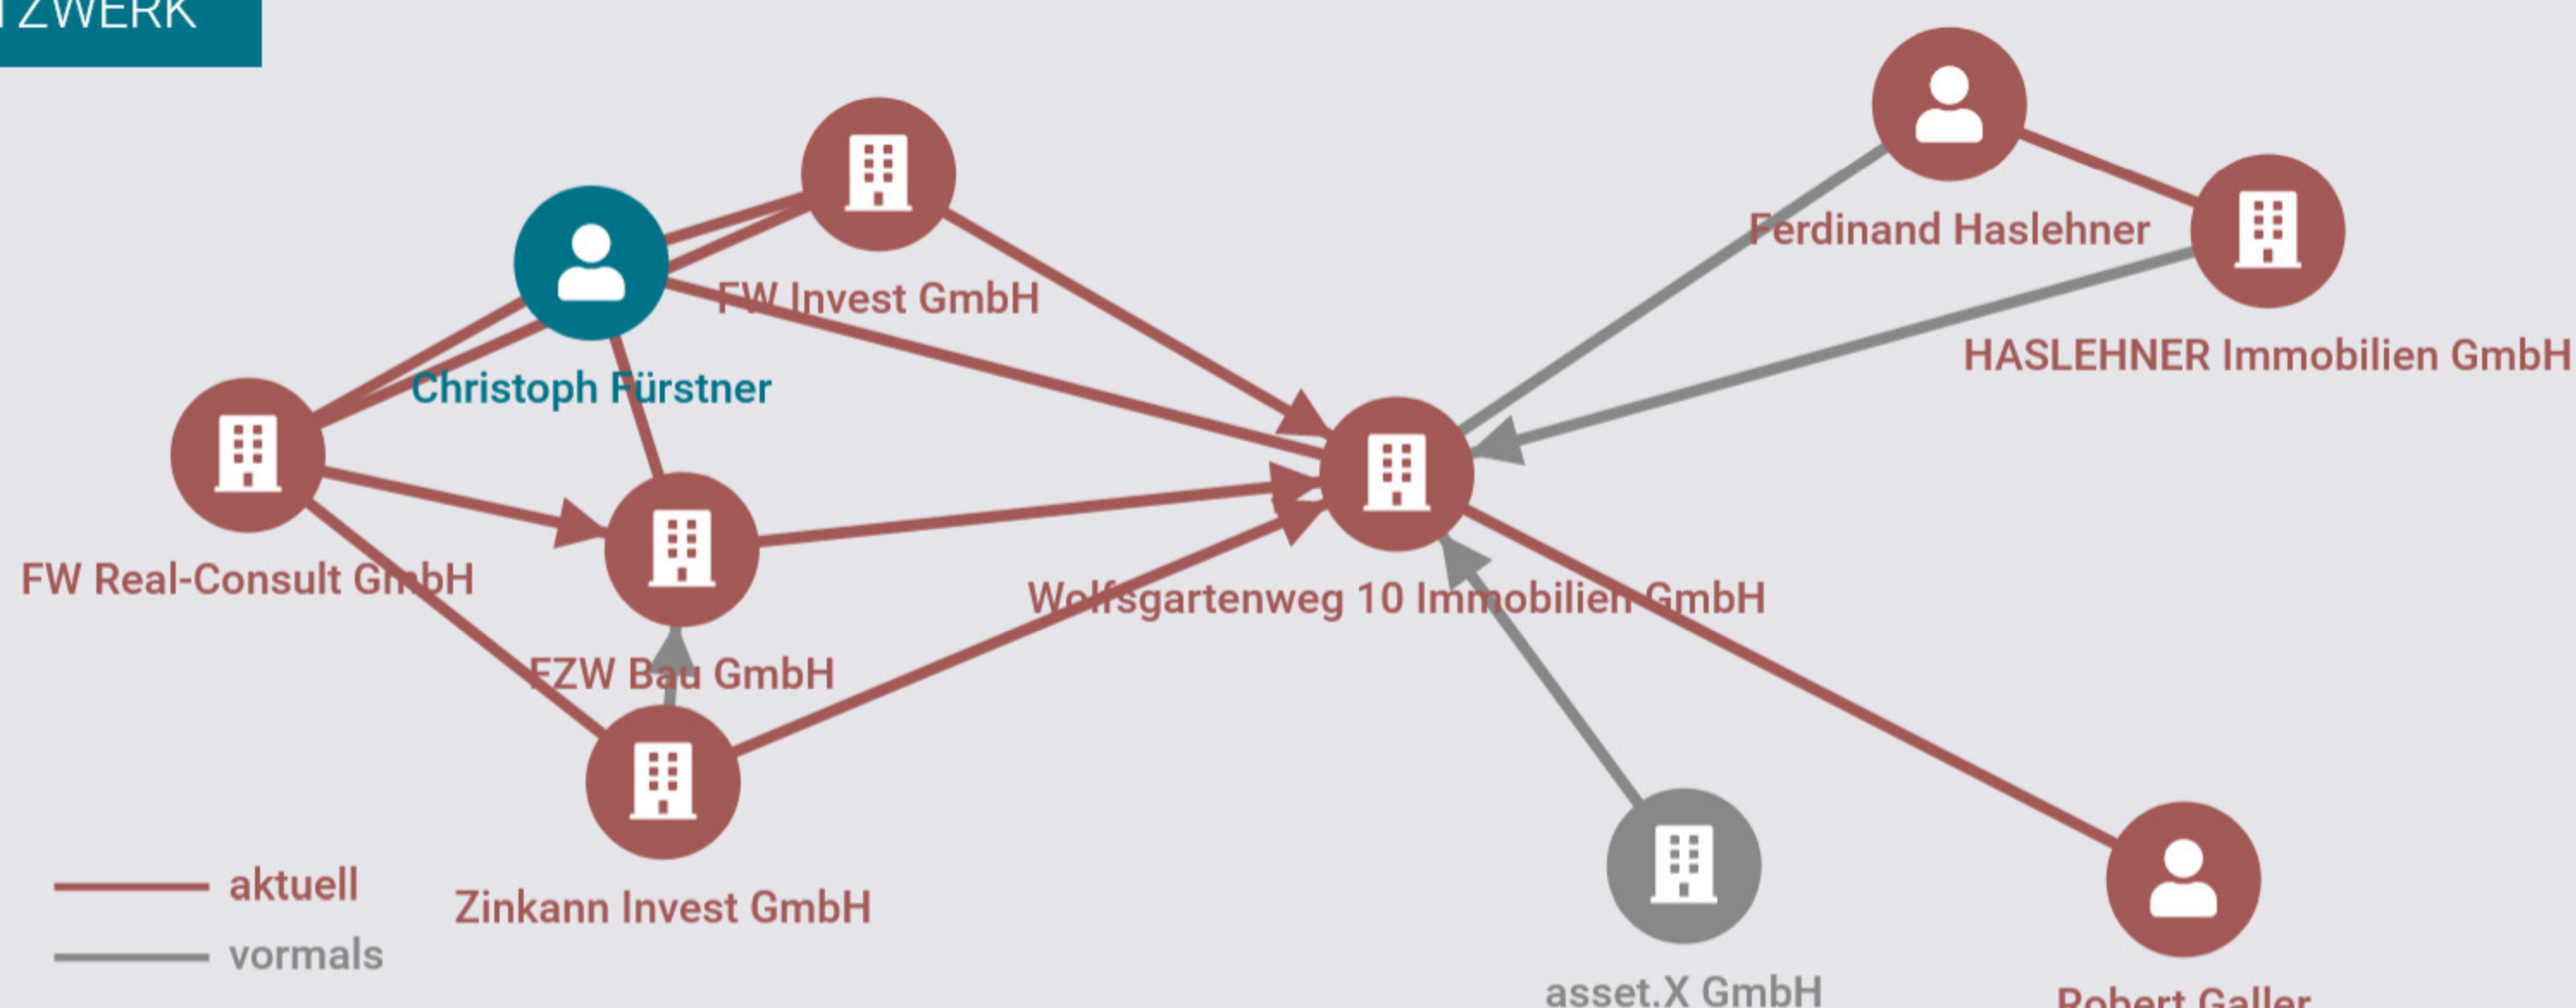 TZWERK
FW Invest GmbH
Ferdinand Haslehner
HASLEHNER Immobilien GmbH
Christoph Fürstner
FW Real-Consult GmbH
Wolfsgartenweg 10 Immobilien GmbH
FZW Bau GmbH
Zinkann Invest GmbH
aktuell
vormals
asset.X GmbH
Robert Galler